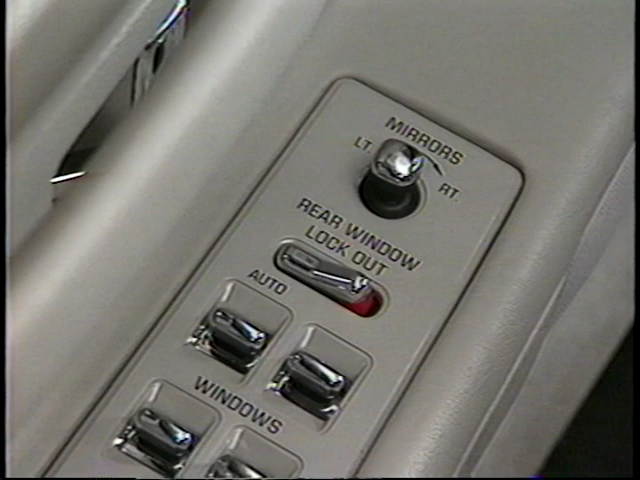 MIRRORS
LT.
RT.
REAR WINDOW
LOCK OUT
AUTO
WINDOWS